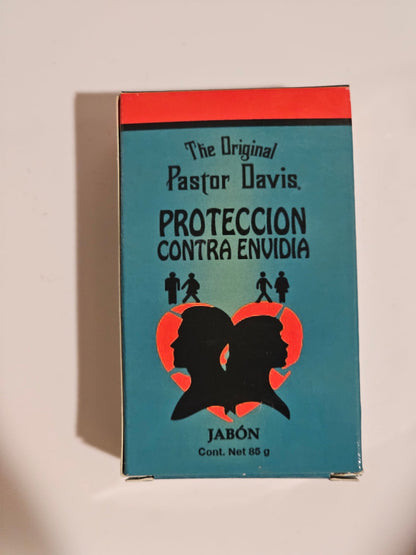 The Original
Pastor Davis.
PROTECCION
CONTRA ENVIDIA
JABÓN
Cont. Net 85 g